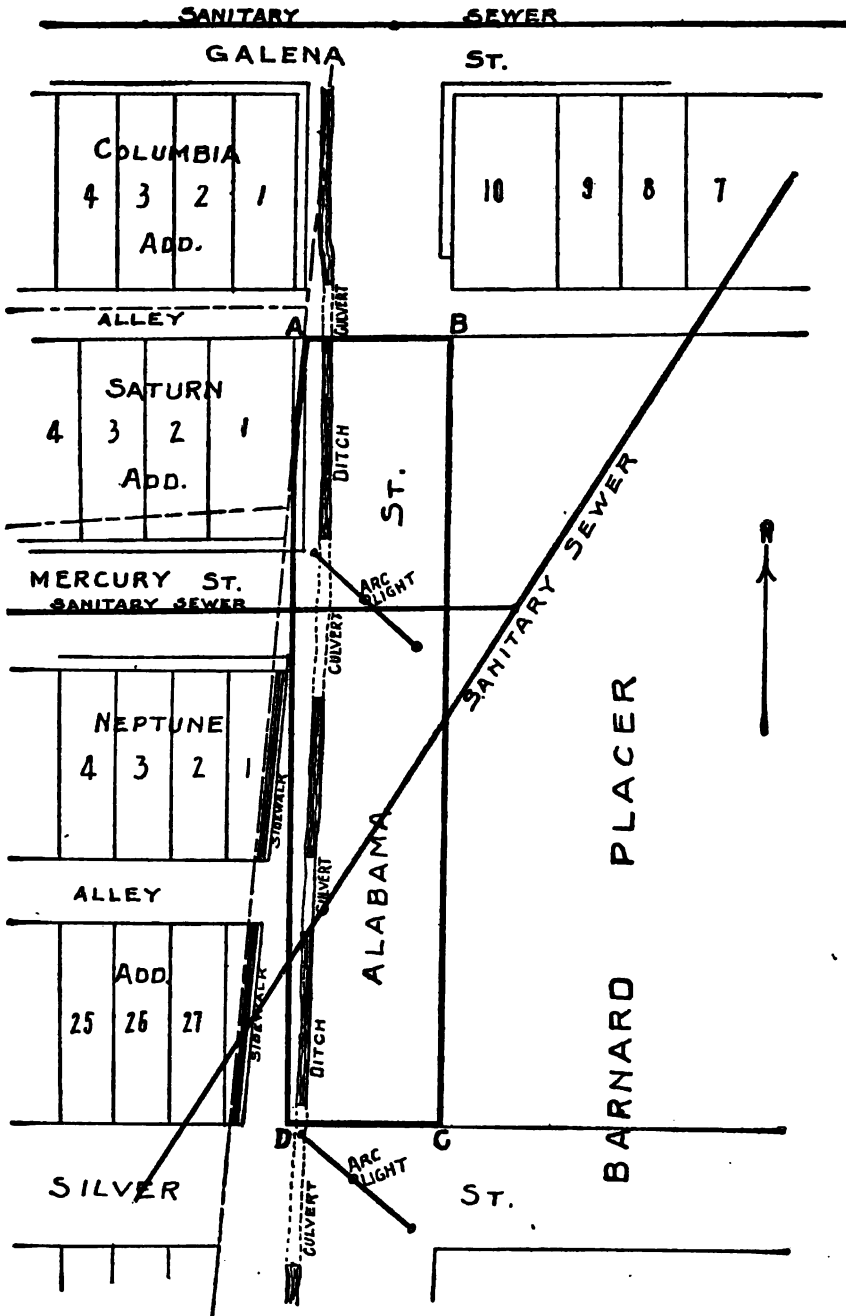 SANITARY SEWER
GALENA ST.
COLUMBIA
4 3 2 1
ADD.
10 9 8 7
CULVERT
ALLEY
A B
SATURN
4 3 2 1
ADD.
DITCH
ST.
SANITARY SEWER
N
MERCURY ST.
SANITARY SEWER
ARC
LIGHT
CULVERT
NEPTUNE
4 3 2 1
SIDEWALK
PLACER
ALLEY
CULVERT
ALABAMA
ADD.
25 26 27
SIDEWALK
DITCH
BARNARD
D C
ARC
LIGHT
SILVER ST.
CULVERT